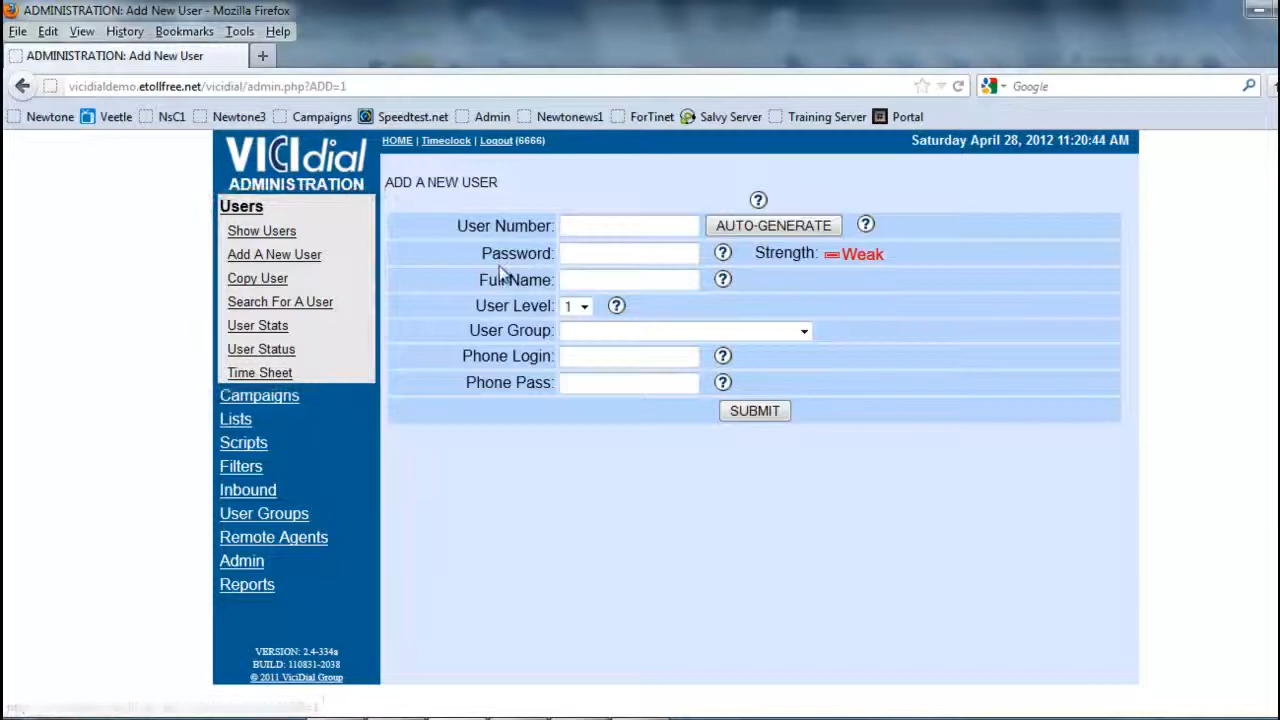 ADMINISTRATION: Add New User - Mozilla Firefox
File Edit View History Bookmarks Tools Help
ADMINISTRATION: Add New User +
vicidialdemo.etollfree.net/vicidial/admin.php?ADD=1 Google
Newtone Veetle NsC1 Newtone3 Campaigns Speedtest.net Admin Newtonews1 ForTinet Salvy Server Training Server Portal
VICIdial
ADMINISTRATION
HOME | Timeclock | Logout (6666) Saturday April 28, 2012 11:20:44 AM
Users
Show Users
Add A New User
Copy User
Search For A User
User Stats
User Status
Time Sheet
Campaigns
Lists
Scripts
Filters
Inbound
User Groups
Remote Agents
Admin
Reports
VERSION: 2.4-334a
BUILD: 110831-2038
© 2011 ViciDial Group
ADD A NEW USER
?
User Number: AUTO-GENERATE ?
Password: ? Strength: Weak
Full Name: ?
User Level: 1 ?
User Group:
Phone Login: ?
Phone Pass: ?
SUBMIT